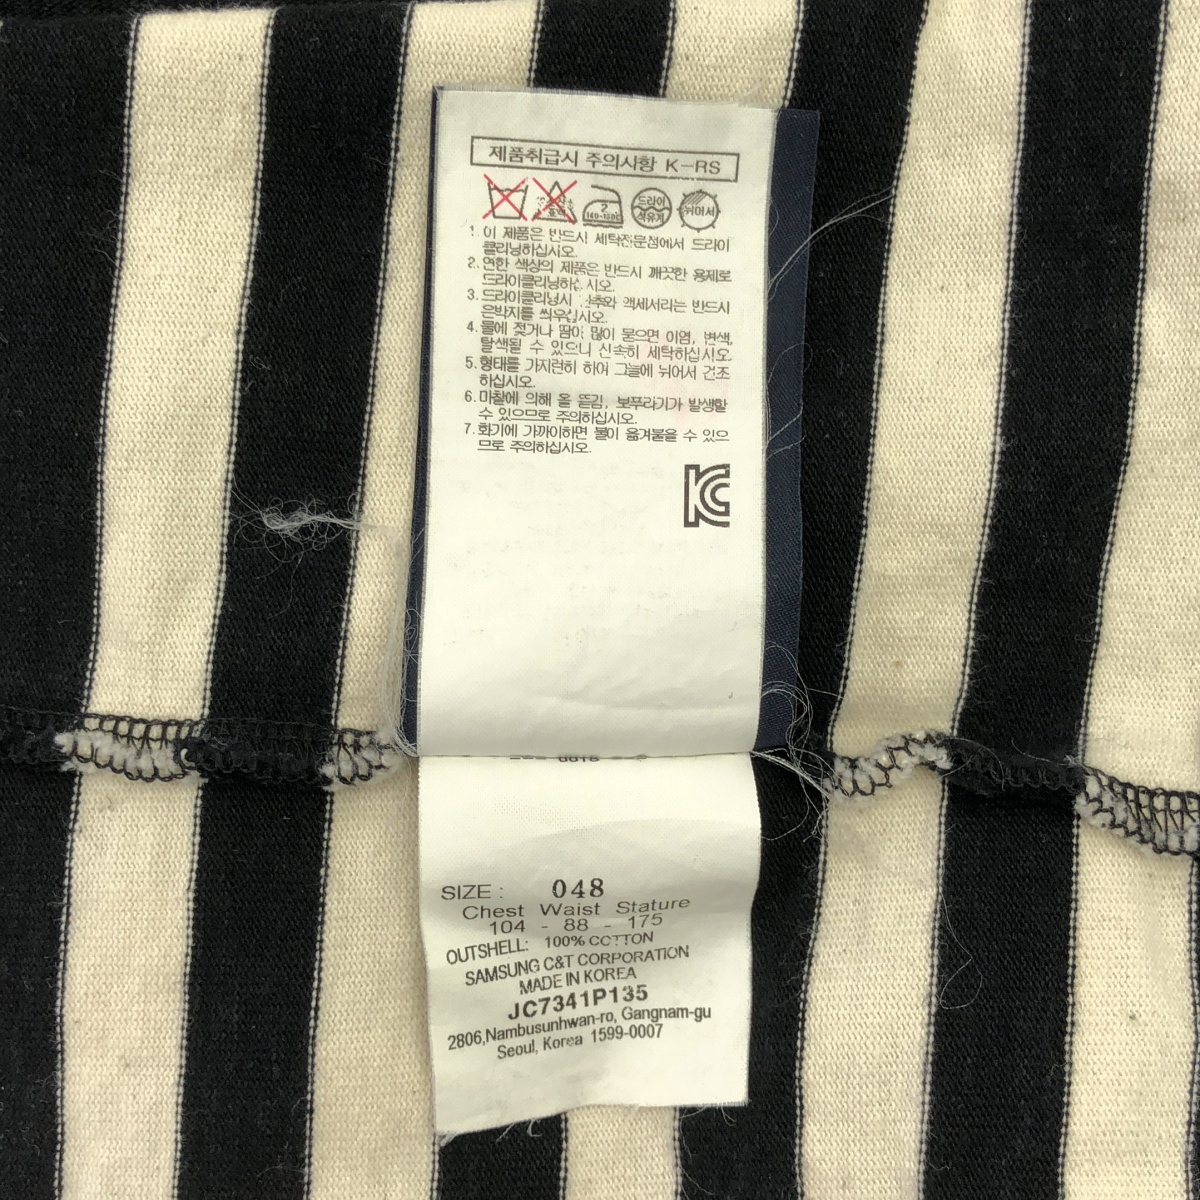 제품취급시 주의사항 K-RS
2
140-160℃
드라이
석유계
뉘어서
1. 이 제품은 반드시 세탁전문점에서 드라이
클리닝하십시오.
2. 연한 색상의 제품은 반드시 깨끗한 용제로
드라이클리닝하십시오.
3. 드라이클리닝시 단추와 액세서리는 반드시
은박지를 씌우십시오.
4. 물에 젖거나 땀이 많이 묻으면 이염, 변색,
탈색될 수 있으니 신속히 세탁하십시오.
5. 형태를 가지런히 하여 그늘에 뉘어서 건조
하십시오.
6. 마찰에 의해 올 뜯김, 보푸라기가 발생할
수 있으므로 주의하십시오.
7. 화기에 가까이하면 불이 옮겨붙을 수 있으
므로 주의하십시오.
KC
SIZE : 048
Chest Waist Stature
104 - 88 - 175
OUTSHELL: 100% COTTON
SAMSUNG C&T CORPORATION
MADE IN KOREA
JC7341P135
2806,Nambusunhwan-ro, Gangnam-gu
Seoul, Korea 1599-0007